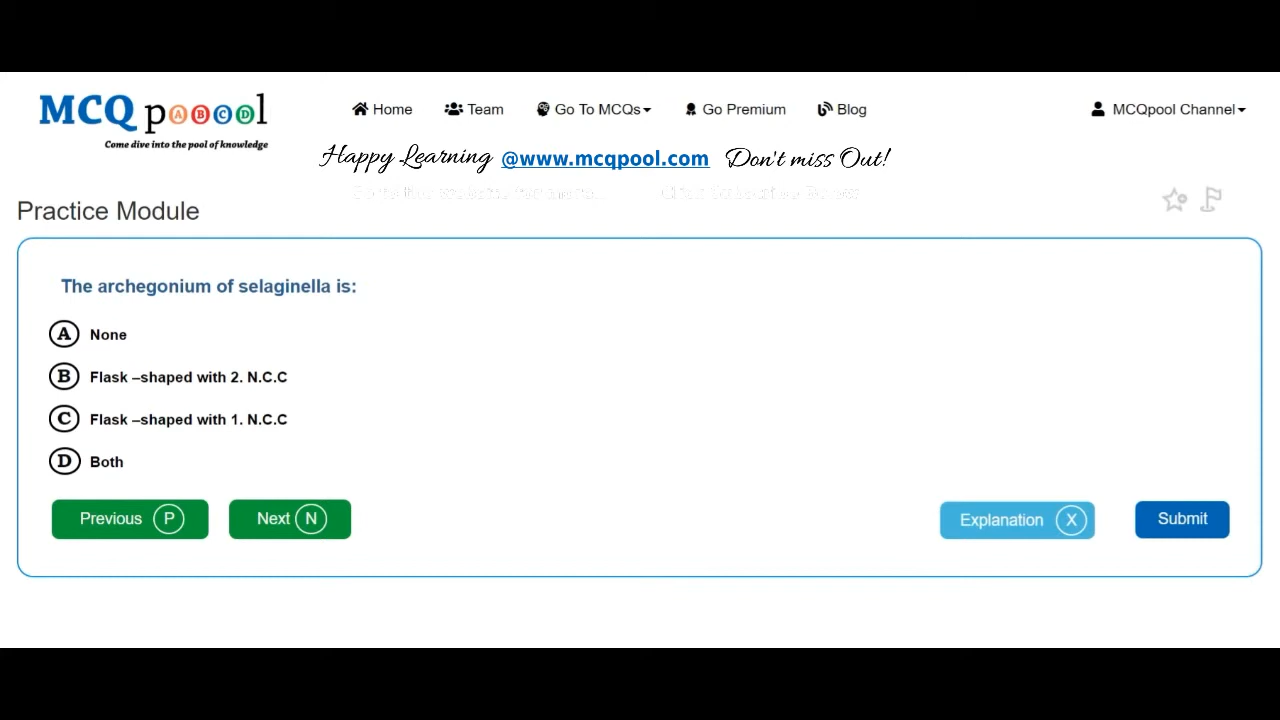 MCQ pooool
Come dive into the pool of knowledge
Home Team Go To MCQs Go Premium Blog MCQpool Channel
Happy Learning @www.mcqpool.com Don't miss Out!
Practice Module
The archegonium of selaginella is:
A None
B Flask –shaped with 2. N.C.C
C Flask –shaped with 1. N.C.C
D Both
Previous P Next N Explanation X Submit